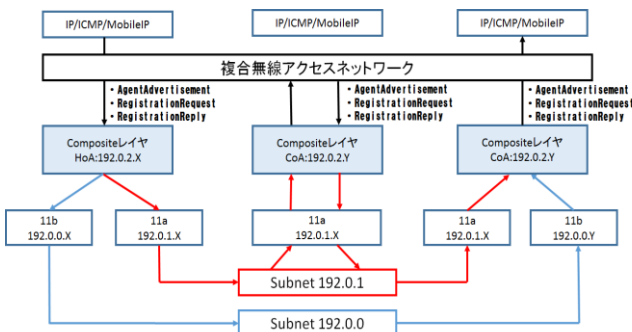 IP/ICMP/MobileIP
IP/ICMP/MobileIP
IP/ICMP/MobileIP
複合無線アクセスネットワーク
• AgentAdvertisement
• RegistrationRequest
• RegistrationReply
• AgentAdvertisement
• RegistrationRequest
• RegistrationReply
• AgentAdvertisement
• RegistrationRequest
• RegistrationReply
Compositeレイヤ
HoA:192.0.2.X
Compositeレイヤ
CoA:192.0.2.Y
Compositeレイヤ
CoA:192.0.2.Y
11b
192.0.0.X
11a
192.0.1.X
11a
192.0.1.X
11a
192.0.1.X
11b
192.0.0.Y
Subnet 192.0.1
Subnet 192.0.0